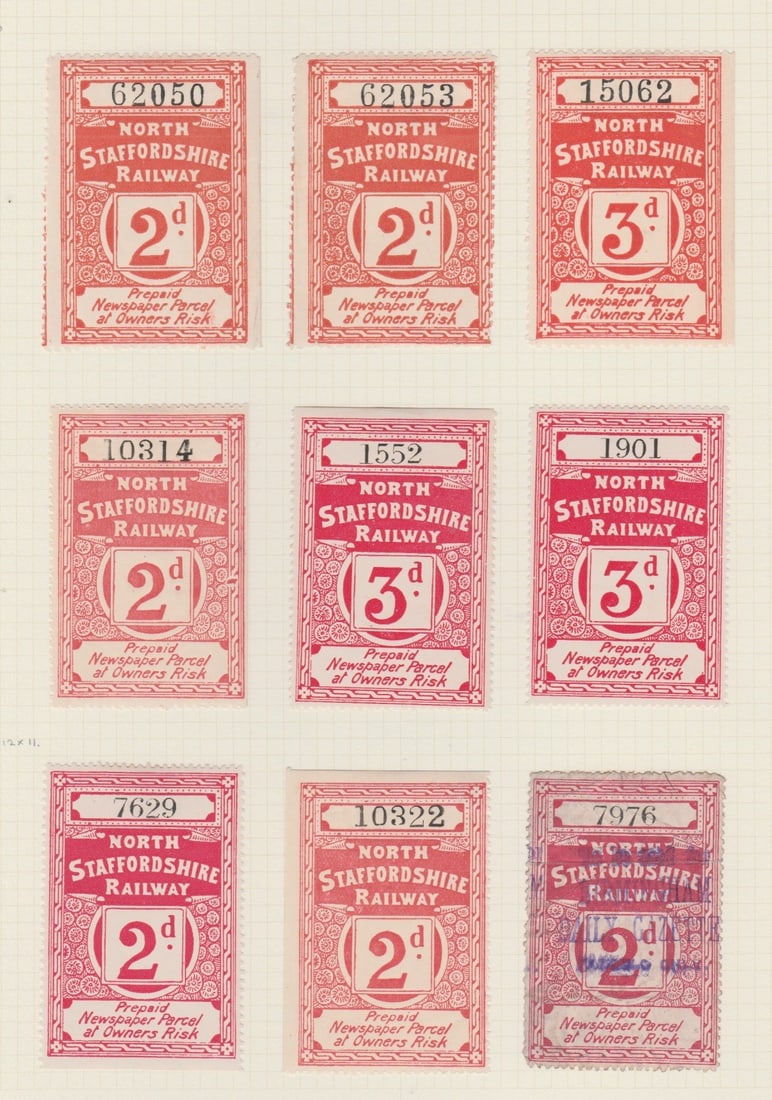 62050
NORTH
STAFFORDSHIRE
RAILWAY
2d.
Prepaid
Newspaper Parcel
at Owners Risk
62053
NORTH
STAFFORDSHIRE
RAILWAY
2d.
Prepaid
Newspaper Parcel
at Owners Risk
15062
NORTH
STAFFORDSHIRE
RAILWAY
3d.
Prepaid
Newspaper Parcel
at Owners Risk
10314
NORTH
STAFFORDSHIRE
RAILWAY
2d.
Prepaid
Newspaper Parcel
at Owners Risk
1552
NORTH
STAFFORDSHIRE
RAILWAY
3d.
Prepaid
Newspaper Parcel
at Owners Risk
1901
NORTH
STAFFORDSHIRE
RAILWAY
3d.
Prepaid
Newspaper Parcel
at Owners Risk
12 x 11.
7629
NORTH
STAFFORDSHIRE
RAILWAY
2d.
Prepaid
Newspaper Parcel
at Owners Risk
10322
NORTH
STAFFORDSHIRE
RAILWAY
2d.
Prepaid
Newspaper Parcel
at Owners Risk
7976
NORTH
STAFFORDSHIRE
RAILWAY
DAILY GAZETTE
2d.
Prepaid
Newspaper Parcel
at Owners Risk